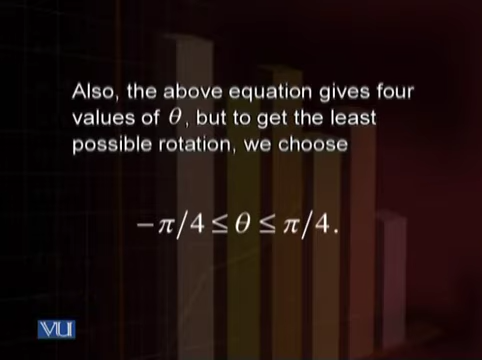 Also, the above equation gives four
values of θ, but to get the least
possible rotation, we choose
−π/4 ≤ θ ≤ π/4.
VU